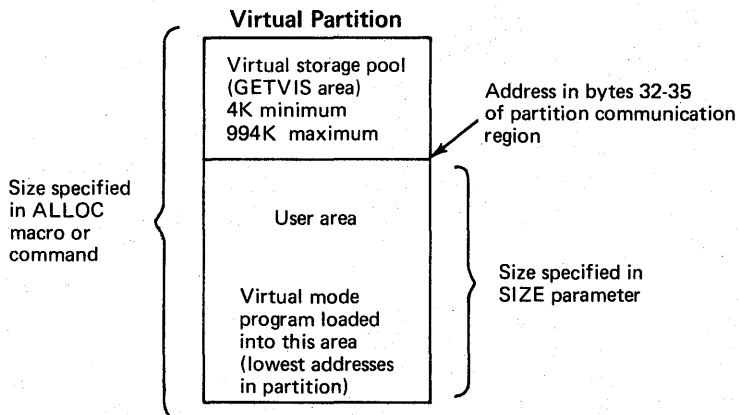 Virtual Partition
Virtual storage pool
(GETVIS area)
4K minimum
994K maximum
Address in bytes 32-35
of partition communication
region
Size specified
in ALLOC
macro or
command
User area
Size specified in
SIZE parameter
Virtual mode
program loaded
into this area
(lowest addresses
in partition)